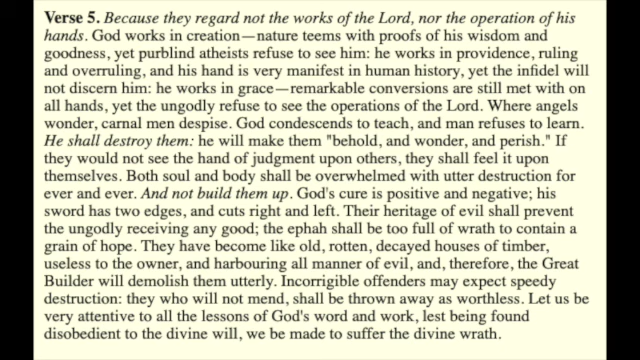 Verse 5. Because they regard not the works of the Lord, nor the operation of his
hands. God works in creation—nature teems with proofs of his wisdom and
goodness, yet purblind atheists refuse to see him: he works in providence, ruling
and overruling, and his hand is very manifest in human history, yet the infidel will
not discern him: he works in grace—remarkable conversions are still met with on
all hands, yet the ungodly refuse to see the operations of the Lord. Where angels
wonder, carnal men despise. God condescends to teach, and man refuses to learn.
He shall destroy them: he will make them "behold, and wonder, and perish." If
they would not see the hand of judgment upon others, they shall feel it upon
themselves. Both soul and body shall be overwhelmed with utter destruction for
ever and ever. And not build them up. God's cure is positive and negative; his
sword has two edges, and cuts right and left. Their heritage of evil shall prevent
the ungodly receiving any good; the ephah shall be too full of wrath to contain a
grain of hope. They have become like old, rotten, decayed houses of timber,
useless to the owner, and harbouring all manner of evil, and, therefore, the Great
Builder will demolish them utterly. Incorrigible offenders may expect speedy
destruction: they who will not mend, shall be thrown away as worthless. Let us be
very attentive to all the lessons of God's word and work, lest being found
disobedient to the divine will, we be made to suffer the divine wrath.